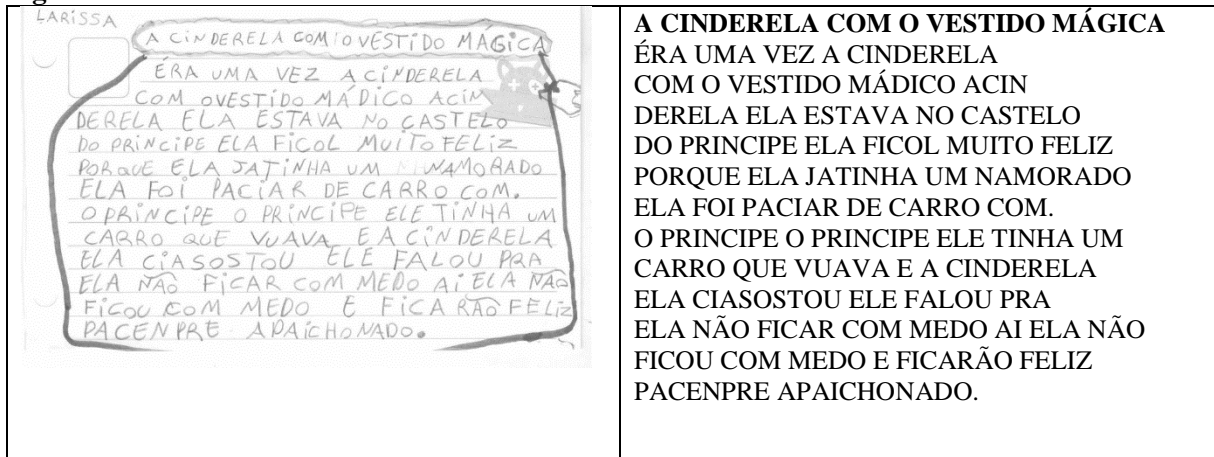 LARISSA
A CINDERELA COM O VESTIDO MÁGICA
ÉRA UMA VEZ A CINDERELA
COM OVESTIDO MÁDICO ACIN
DERELA ELA ESTAVA NO CASTELO
DO PRINCIPE ELA FICOL MUITO FELIZ
PORQUE ELA JATINHA UM NAMORADO
ELA FOI PACIAR DE CARRO COM.
O PRINCIPE O PRINCIPE ELE TINHA UM
CARRO QUE VUAVA E A CINDERELA
ELA CIASOSTOU ELE FALOU PRA
ELA NÃO FICAR COM MEDO AI ELA NÃO
FICOU COM MEDO E FICARÃO FELIZ
PACENPRE APAICHONADO.
A CINDERELA COM O VESTIDO MÁGICA
ÉRA UMA VEZ A CINDERELA
COM O VESTIDO MÁDICO ACIN
DERELA ELA ESTAVA NO CASTELO
DO PRINCIPE ELA FICOL MUITO FELIZ
PORQUE ELA JATINHA UM NAMORADO
ELA FOI PACIAR DE CARRO COM.
O PRINCIPE O PRINCIPE ELE TINHA UM
CARRO QUE VUAVA E A CINDERELA
ELA CIASOSTOU ELE FALOU PRA
ELA NÃO FICAR COM MEDO AI ELA NÃO
FICOU COM MEDO E FICARÃO FELIZ
PACENPRE APAICHONADO.